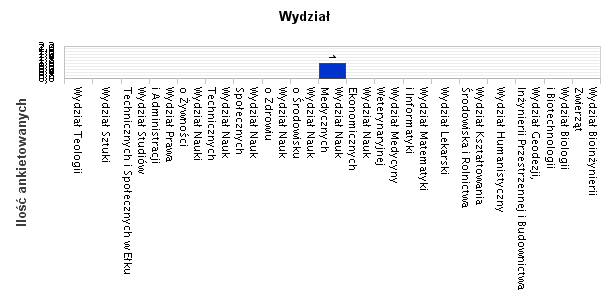 Wydział
1
Ilość ankietowanych
Wydział Teologii
Wydział Sztuki
Wydział Studiów
Technicznych i Społecznych w Ełku
Wydział Prawa
i Administracji
Wydział Nauki
o Żywności
Wydział Nauk
Technicznych
Wydział Nauk
Społecznych
Wydział Nauk
o Zdrowiu
Wydział Nauk
o Środowisku
Wydział Nauk
Medycznych
Wydział Nauk
Ekonomicznych
Wydział Medycyny
Weterynaryjnej
Wydział Matematyki
i Informatyki
Wydział Lekarski
Wydział Kształtowania
Środowiska i Rolnictwa
Wydział Humanistyczny
Wydział Geodezji,
Inżynierii Przestrzennej i Budownictwa
Wydział Biologii
i Biotechnologii
Wydział Bioinżynierii
Zwierząt